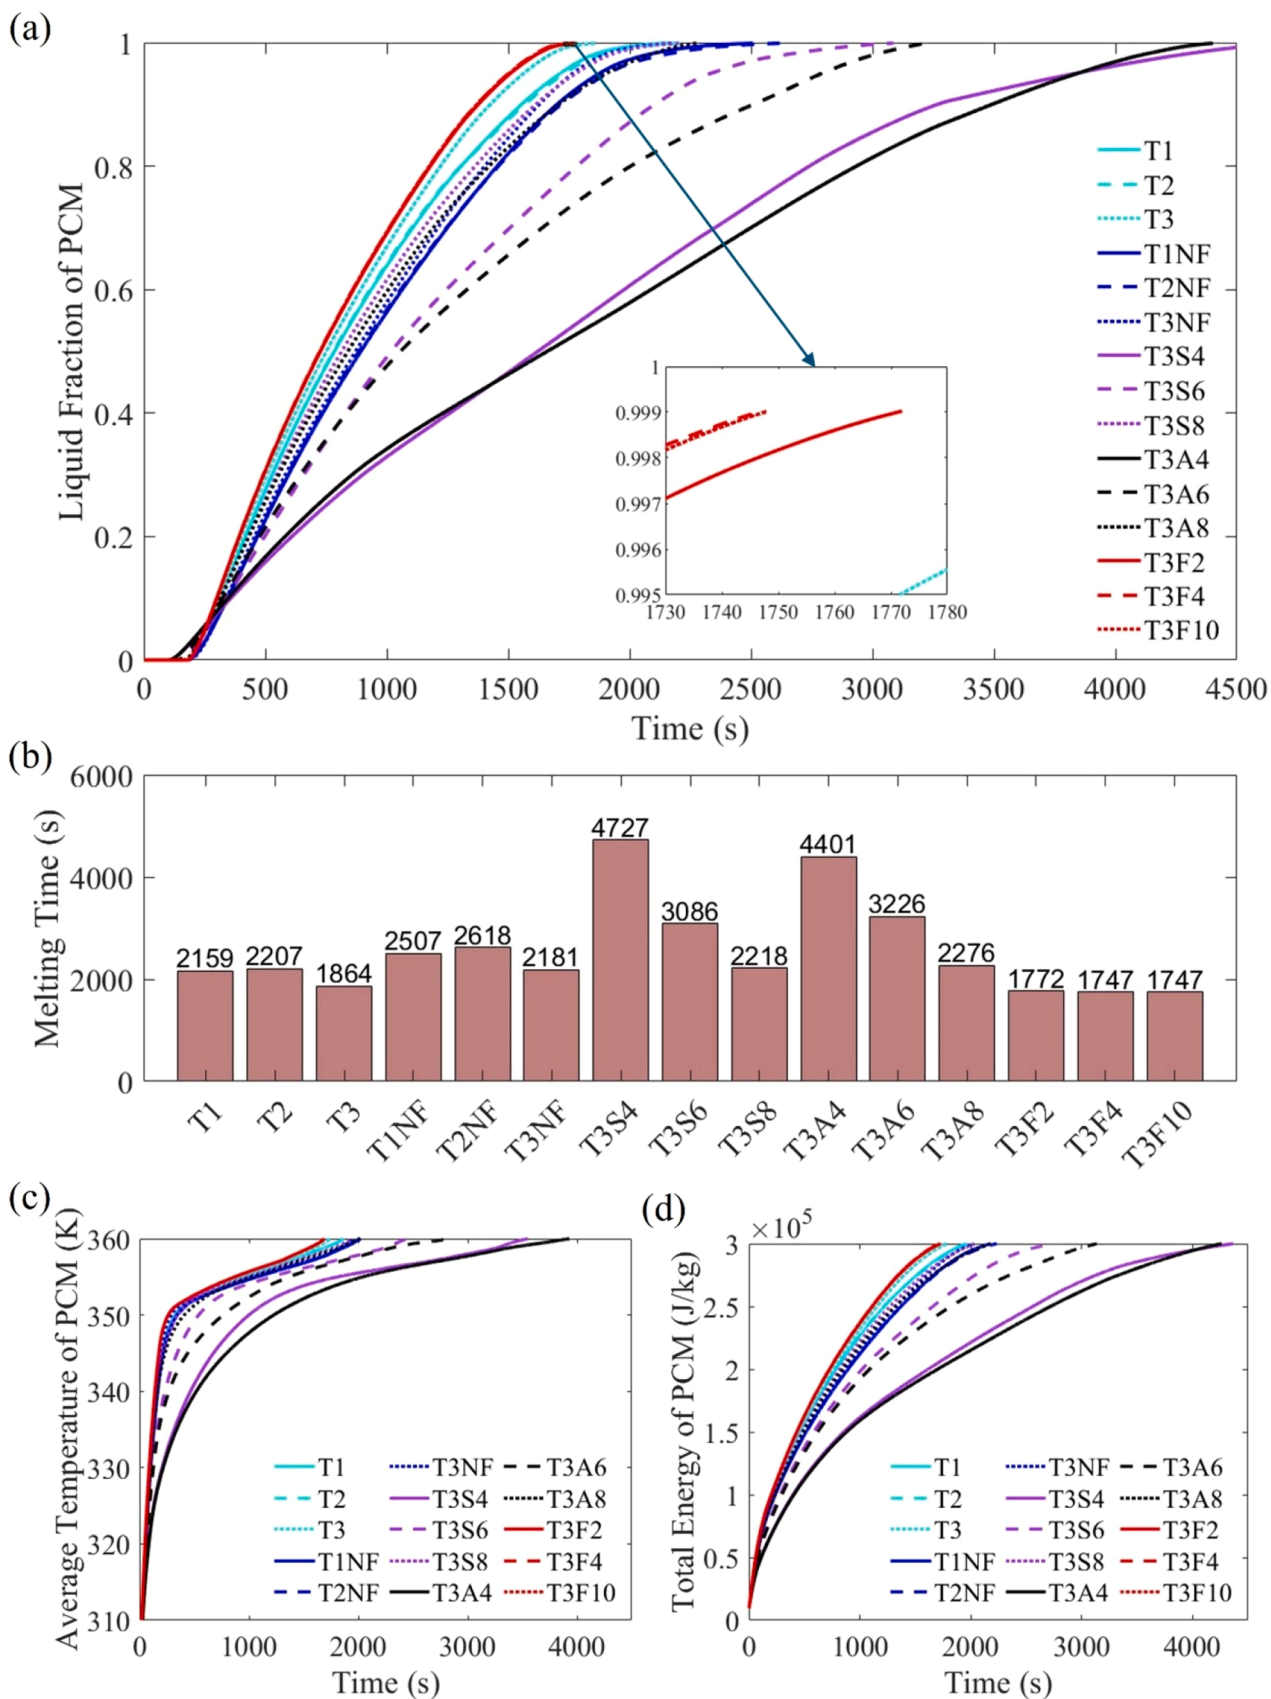 (a)
1
0.8
0.6
0.4
0.2
0
Liquid Fraction of PCM
0 500 1000 1500 2000 2500 3000 3500 4000 4500
Time (s)
T1
T2
T3
T1NF
T2NF
T3NF
T3S4
T3S6
T3S8
T3A4
T3A6
T3A8
T3F2
T3F4
T3F10
1
0.999
0.998
0.997
0.996
0.995
1730 1740 1750 1760 1770 1780
(b)
6000
4000
2000
0
Melting Time (s)
2159 2207 1864 2507 2618 2181 4727 3086 2218 4401 3226 2276 1772 1747 1747
T1 T2 T3 T1NF T2NF T3NF T3S4 T3S6 T3S8 T3A4 T3A6 T3A8 T3F2 T3F4 T3F10
(c)
360
350
340
330
320
310
Average Temperature of PCM (K)
T1 T3NF T3A6
T2 T3S4 T3A8
T3 T3S6 T3F2
T1NF T3S8 T3F4
T2NF T3A4 T3F10
0 1000 2000 3000 4000
Time (s)
(d)
×10⁵
3
2.5
2
1.5
1
0.5
0
Total Energy of PCM (J/kg)
T1 T3NF T3A6
T2 T3S4 T3A8
T3 T3S6 T3F2
T1NF T3S8 T3F4
T2NF T3A4 T3F10
0 1000 2000 3000 4000
Time (s)